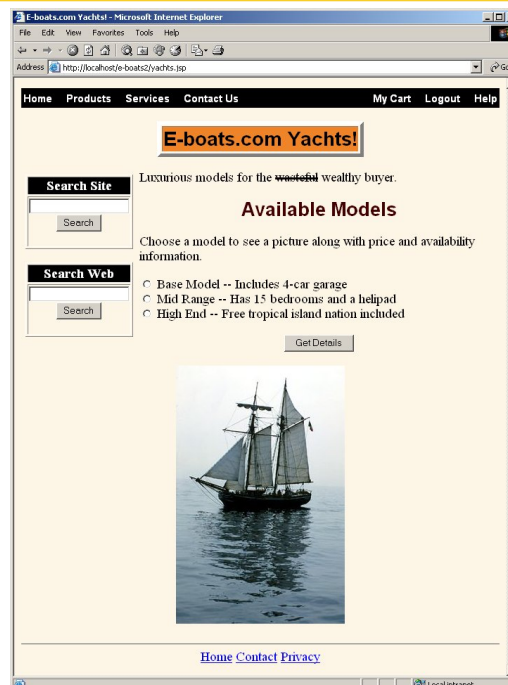 E-boats.com Yachts! - Microsoft Internet Explorer
File Edit View Favorites Tools Help
Address http://localhost/e-boats2/yachts.jsp Go
Home Products Services Contact Us My Cart Logout Help
E-boats.com Yachts!
Search Site
Search
Search Web
Search
Luxurious models for the wasteful wealthy buyer.
Available Models
Choose a model to see a picture along with price and availability
information.
Base Model -- Includes 4-car garage
Mid Range -- Has 15 bedrooms and a helipad
High End -- Free tropical island nation included
Get Details
Home Contact Privacy
Local intranet